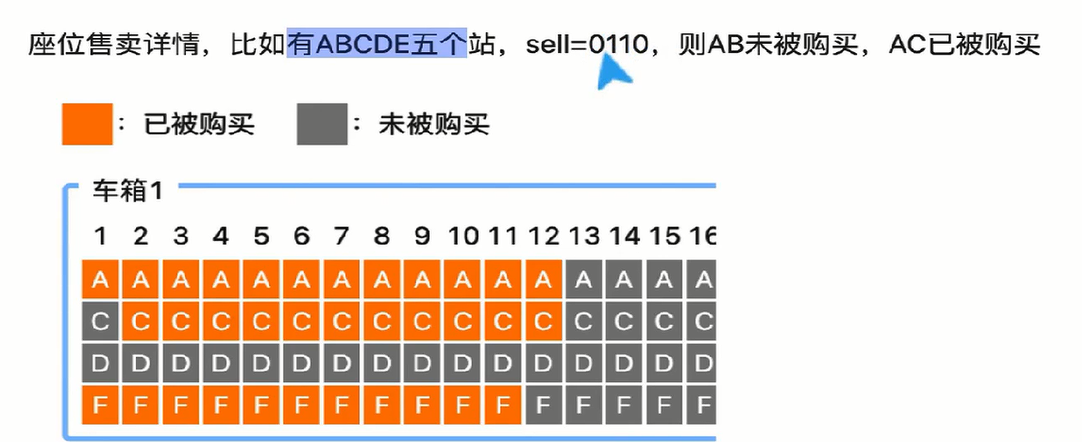 座位售卖详情，比如有ABCDE五个站，sell=0110，则AB未被购买，AC已被购买
：已被购买 ：未被购买
车箱1
1 2 3 4 5 6 7 8 9 10 11 12 13 14 15 16
A A A A A A A A A A A A A A A A
C C C C C C C C C C C C C C C C
D D D D D D D D D D D D D D D D
F F F F F F F F F F F F F F F F